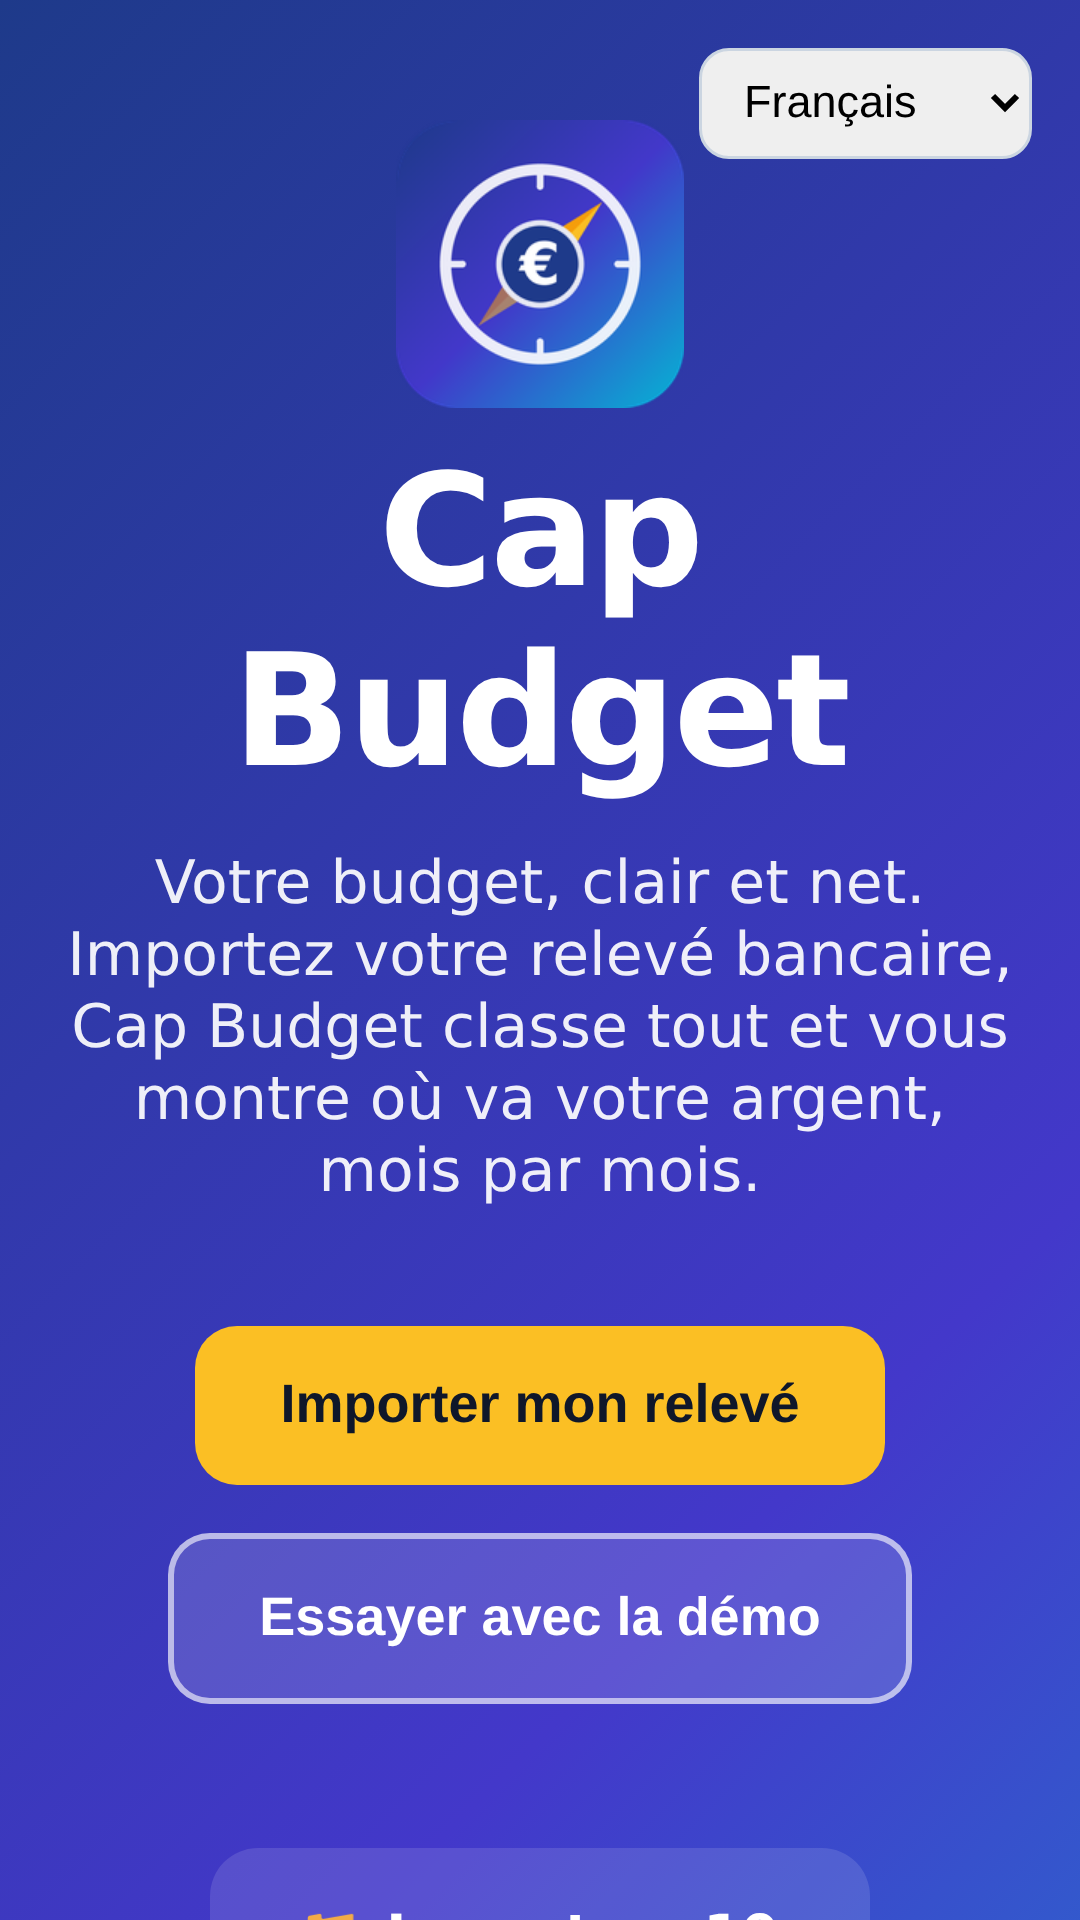 Français
€
Cap
Budget
Votre budget, clair et net.
Importez votre relevé bancaire,
Cap Budget classe tout et vous
montre où va votre argent,
mois par mois.
Importer mon relevé
Essayer avec la démo